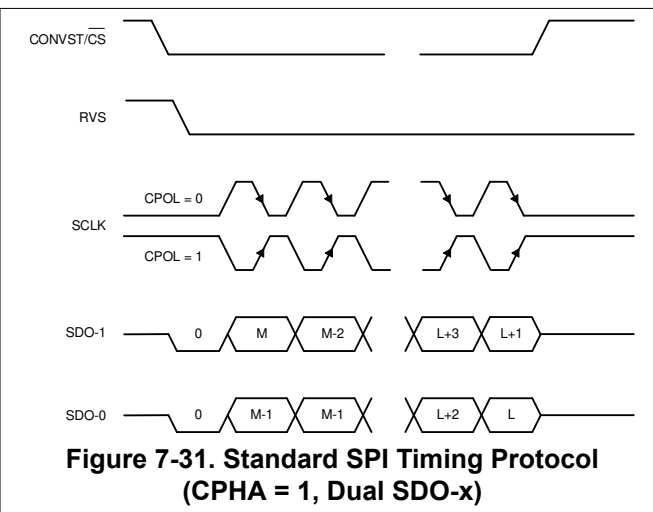 CONVST/CS
RVS
CPOL = 0
SCLK
CPOL = 1
SDO-1 0 M M-2 L+3 L+1
SDO-0 0 M-1 M-1 L+2 L
Figure 7-31. Standard SPI Timing Protocol
(CPHA = 1, Dual SDO-x)